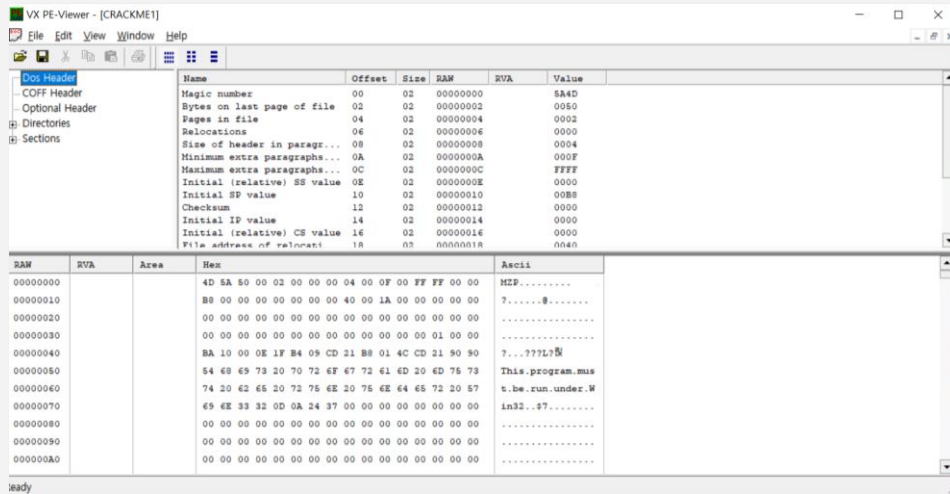 VX PE-Viewer - [CRACKME1]
File Edit View Window Help
Dos Header
COFF Header
Optional Header
Directories
Sections
Name Offset Size RAW RVA Value
Magic number 00 02 00000000 5A4D
Bytes on last page of file 02 02 00000002 0050
Pages in file 04 02 00000004 0002
Relocations 06 02 00000006 0000
Size of header in paragr... 08 02 00000008 0004
Minimum extra paragraphs... 0A 02 0000000A 000F
Maximum extra paragraphs... 0C 02 0000000C FFFF
Initial (relative) SS value 0E 02 0000000E 0000
Initial SP value 10 02 00000010 00B8
Checksum 12 02 00000012 0000
Initial IP value 14 02 00000014 0000
Initial (relative) CS value 16 02 00000016 0000
File address of relocati... 18 02 00000018 0040
RAW RVA Area Hex Ascii
00000000 4D 5A 50 00 02 00 00 00 04 00 0F 00 FF FF 00 00 MZP.........
00000010 B8 00 00 00 00 00 00 00 40 00 1A 00 00 00 00 00 ?.......@.......
00000020 00 00 00 00 00 00 00 00 00 00 00 00 00 00 00 00 ................
00000030 00 00 00 00 00 00 00 00 00 00 00 00 00 01 00 00 ................
00000040 BA 10 00 0E 1F B4 09 CD 21 B8 01 4C CD 21 90 90 ?...???L?
00000050 54 68 69 73 20 70 72 6F 67 72 61 6D 20 6D 75 73 This.program.mus
00000060 74 20 62 65 20 72 75 6E 20 75 6E 64 65 72 20 57 t.be.run.under.W
00000070 69 6E 33 32 0D 0A 24 37 00 00 00 00 00 00 00 00 in32..$7........
00000080 00 00 00 00 00 00 00 00 00 00 00 00 00 00 00 00 ................
00000090 00 00 00 00 00 00 00 00 00 00 00 00 00 00 00 00 ................
000000A0 00 00 00 00 00 00 00 00 00 00 00 00 00 00 00 00 ................